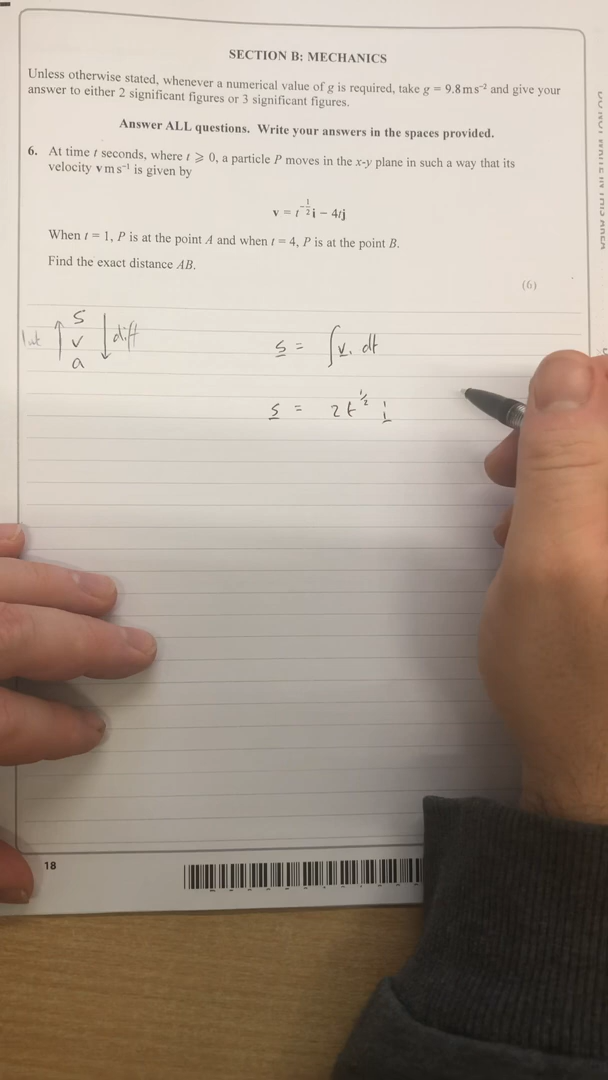 SECTION B: MECHANICS
Unless otherwise stated, whenever a numerical value of g is required, take g = 9.8 m s⁻² and give your
answer to either 2 significant figures or 3 significant figures.
Answer ALL questions. Write your answers in the spaces provided.
6. At time t seconds, where t ⩾ 0, a particle P moves in the x-y plane in such a way that its
velocity v m s⁻¹ is given by
v = t^(-1/2) i − 4t j
When t = 1, P is at the point A and when t = 4, P is at the point B.
Find the exact distance AB.
(6)
Int ↑ s v a ↓ diff
s = ∫ v. dt
s = 2t^(1/2) i
18